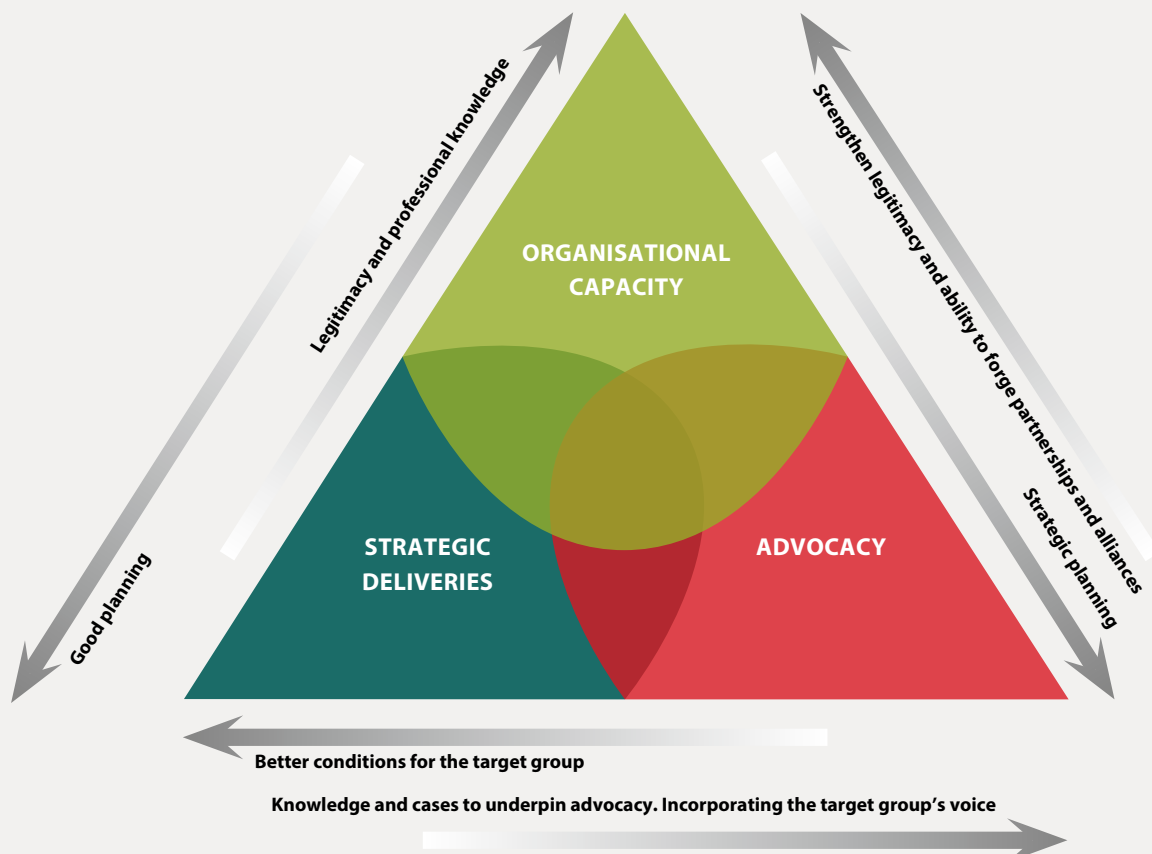 Legitimacy and professional knowledge
Good planning
Strengthen legitimacy and ability to forge partnerships and alliances
Strategic planning
ORGANISATIONAL
CAPACITY
STRATEGIC
DELIVERIES
ADVOCACY
Better conditions for the target group
Knowledge and cases to underpin advocacy. Incorporating the target group’s voice